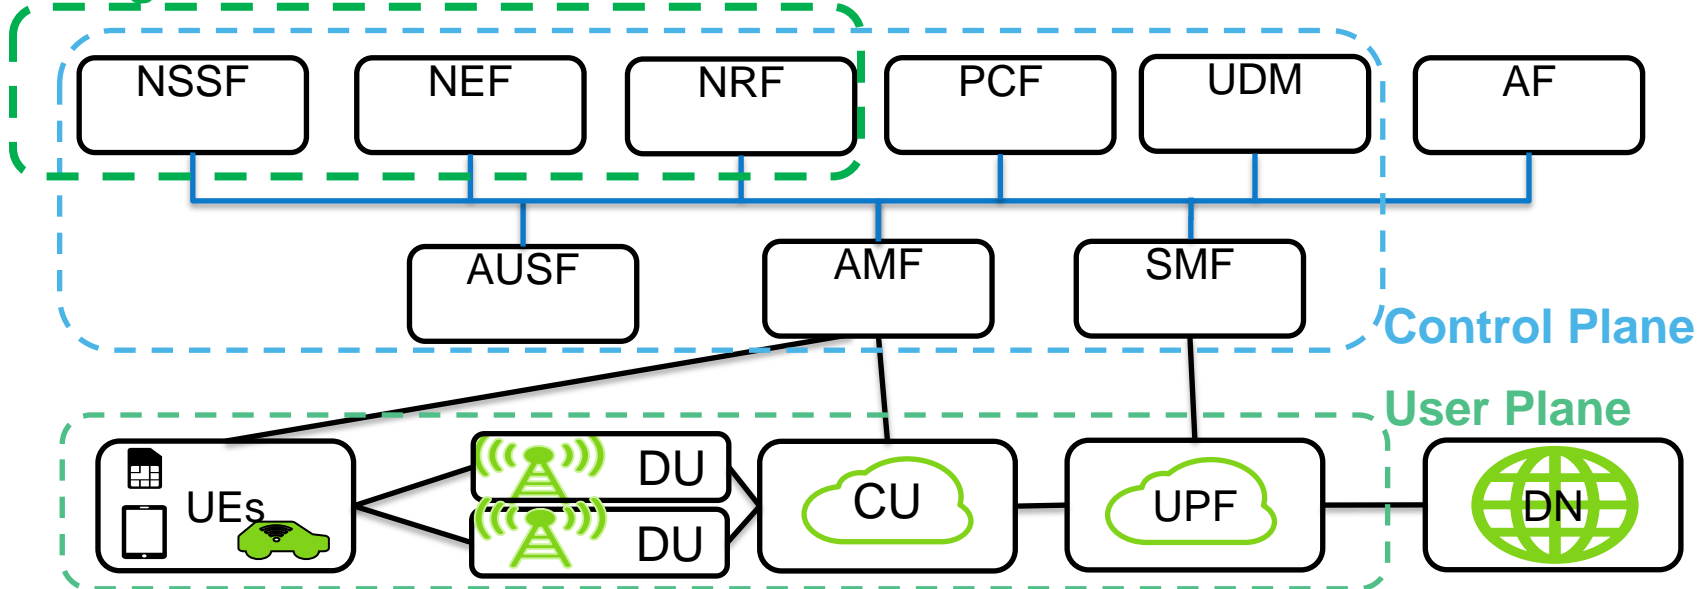 NSSF
NEF
NRF
PCF
UDM
AF
AUSF
AMF
SMF
Control Plane
User Plane
UEs
DU
DU
CU
UPF
DN